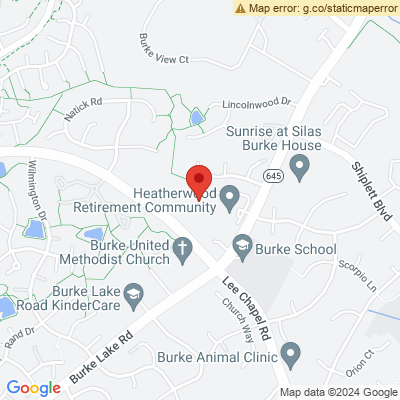 Map error: g.co/staticmaperror
Burke View Ct
Natick Rd
Lincolnwood Dr
Sunrise at Silas
Burke House
645
Shiplett Blvd
Wilmington Dr
Heatherwood
Retirement Community
Burke United
Methodist Church
Burke School
Scorpio Ln
Burke Lake
Road KinderCare
Lee Chapel Rd
Church Way
Rand Dr
Burke Lake Rd
Burke Animal Clinic
Orion Ct
Google
Map data ©2024 Google